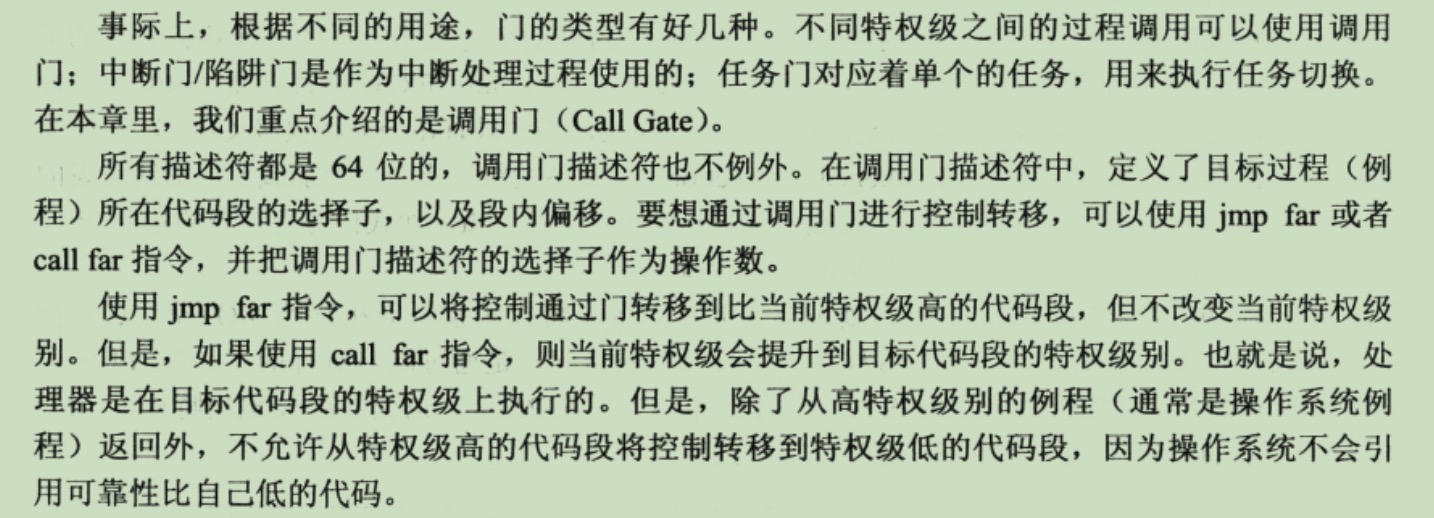 事际上，根据不同的用途，门的类型有好几种。不同特权级之间的过程调用可以使用调用
门；中断门/陷阱门是作为中断处理过程使用的；任务门对应着单个的任务，用来执行任务切换。
在本章里，我们重点介绍的是调用门（Call Gate）。
所有描述符都是 64 位的，调用门描述符也不例外。在调用门描述符中，定义了目标过程（例
程）所在代码段的选择子，以及段内偏移。要想通过调用门进行控制转移，可以使用 jmp far 或者
call far 指令，并把调用门描述符的选择子作为操作数。
使用 jmp far 指令，可以将控制通过门转移到比当前特权级高的代码段，但不改变当前特权级
别。但是，如果使用 call far 指令，则当前特权级会提升到目标代码段的特权级别。也就是说，处
理器是在目标代码段的特权级上执行的。但是，除了从高特权级别的例程（通常是操作系统例
程）返回外，不允许从特权级高的代码段将控制转移到特权级低的代码段，因为操作系统不会引
用可靠性比自己低的代码。